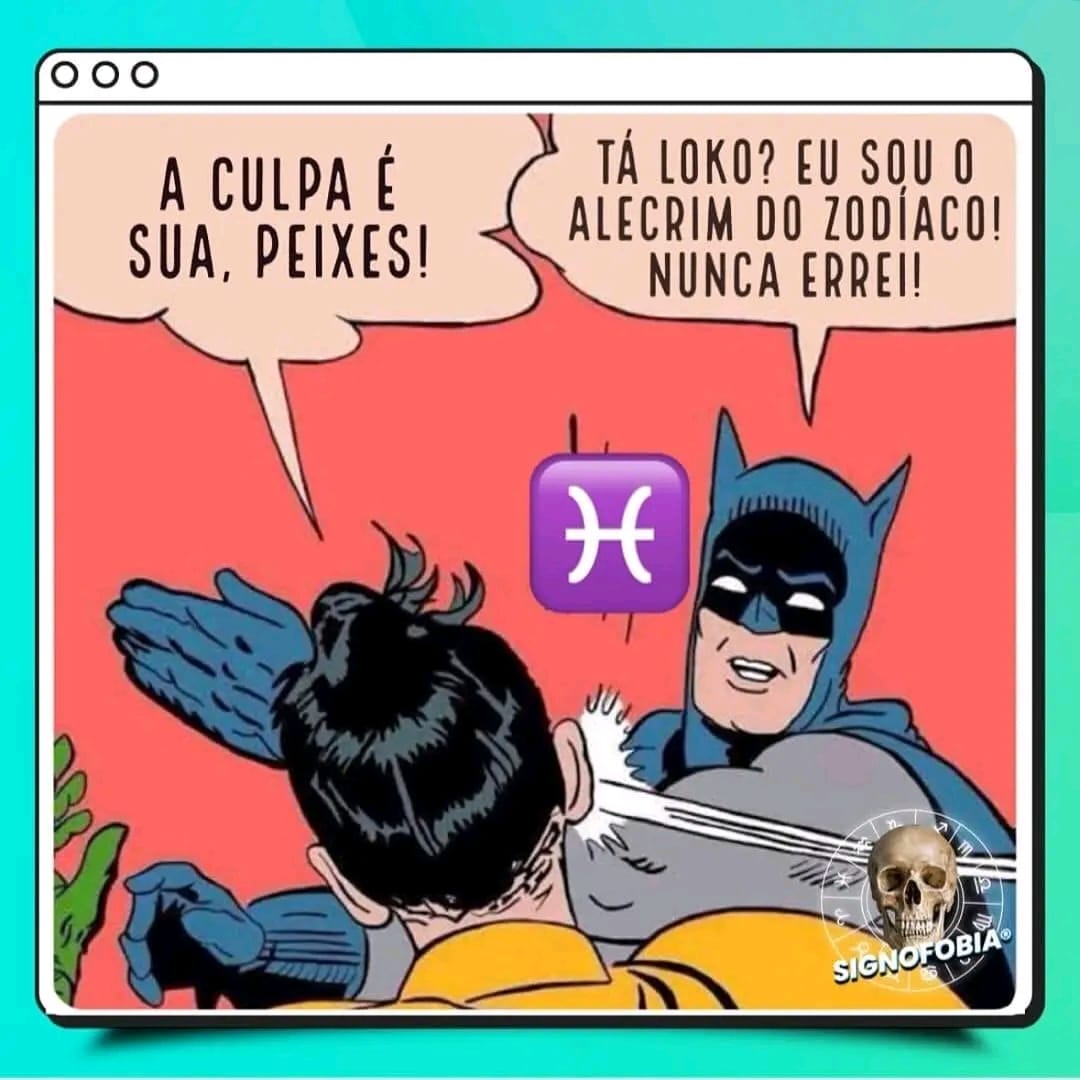 A CULPA É
SUA, PEIXES!
TÁ LOKO? EU SOU O
ALECRIM DO ZODÍACO!
NUNCA ERREI!
♓
SIGNOFOBIA®